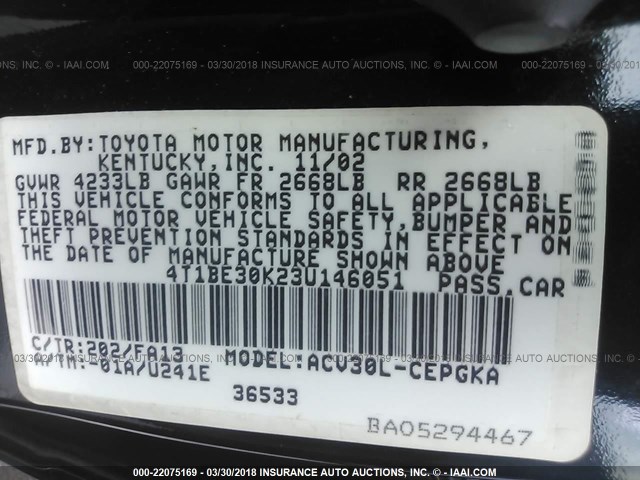 000-22075169 - 03/30/2018 INSURANCE AUTO AUCTIONS, INC. - IAAI.COM
MFD.BY:TOYOTA MOTOR MANUFACTURING,
KENTUCKY,INC. 11/02
GVWR 4233LB GAWR FR 2668LB RR 2668LB
THIS VEHICLE CONFORMS TO ALL APPLICABLE
FEDERAL MOTOR VEHICLE SAFETY,BUMPER AND
THEFT PREVENTION STANDARDS IN EFFECT ON
THE DATE OF MANUFACTURE SHOWN ABOVE
4T1BE30K23U146051 PASS.CAR
C/TR:202/FA12 MODEL:ACV30L-CEPGKA
A/TM:-01A/U241E
36533
BA05294467
000-22075169 - 03/30/2018 INSURANCE AUTO AUCTIONS, INC. - IAAI.COM